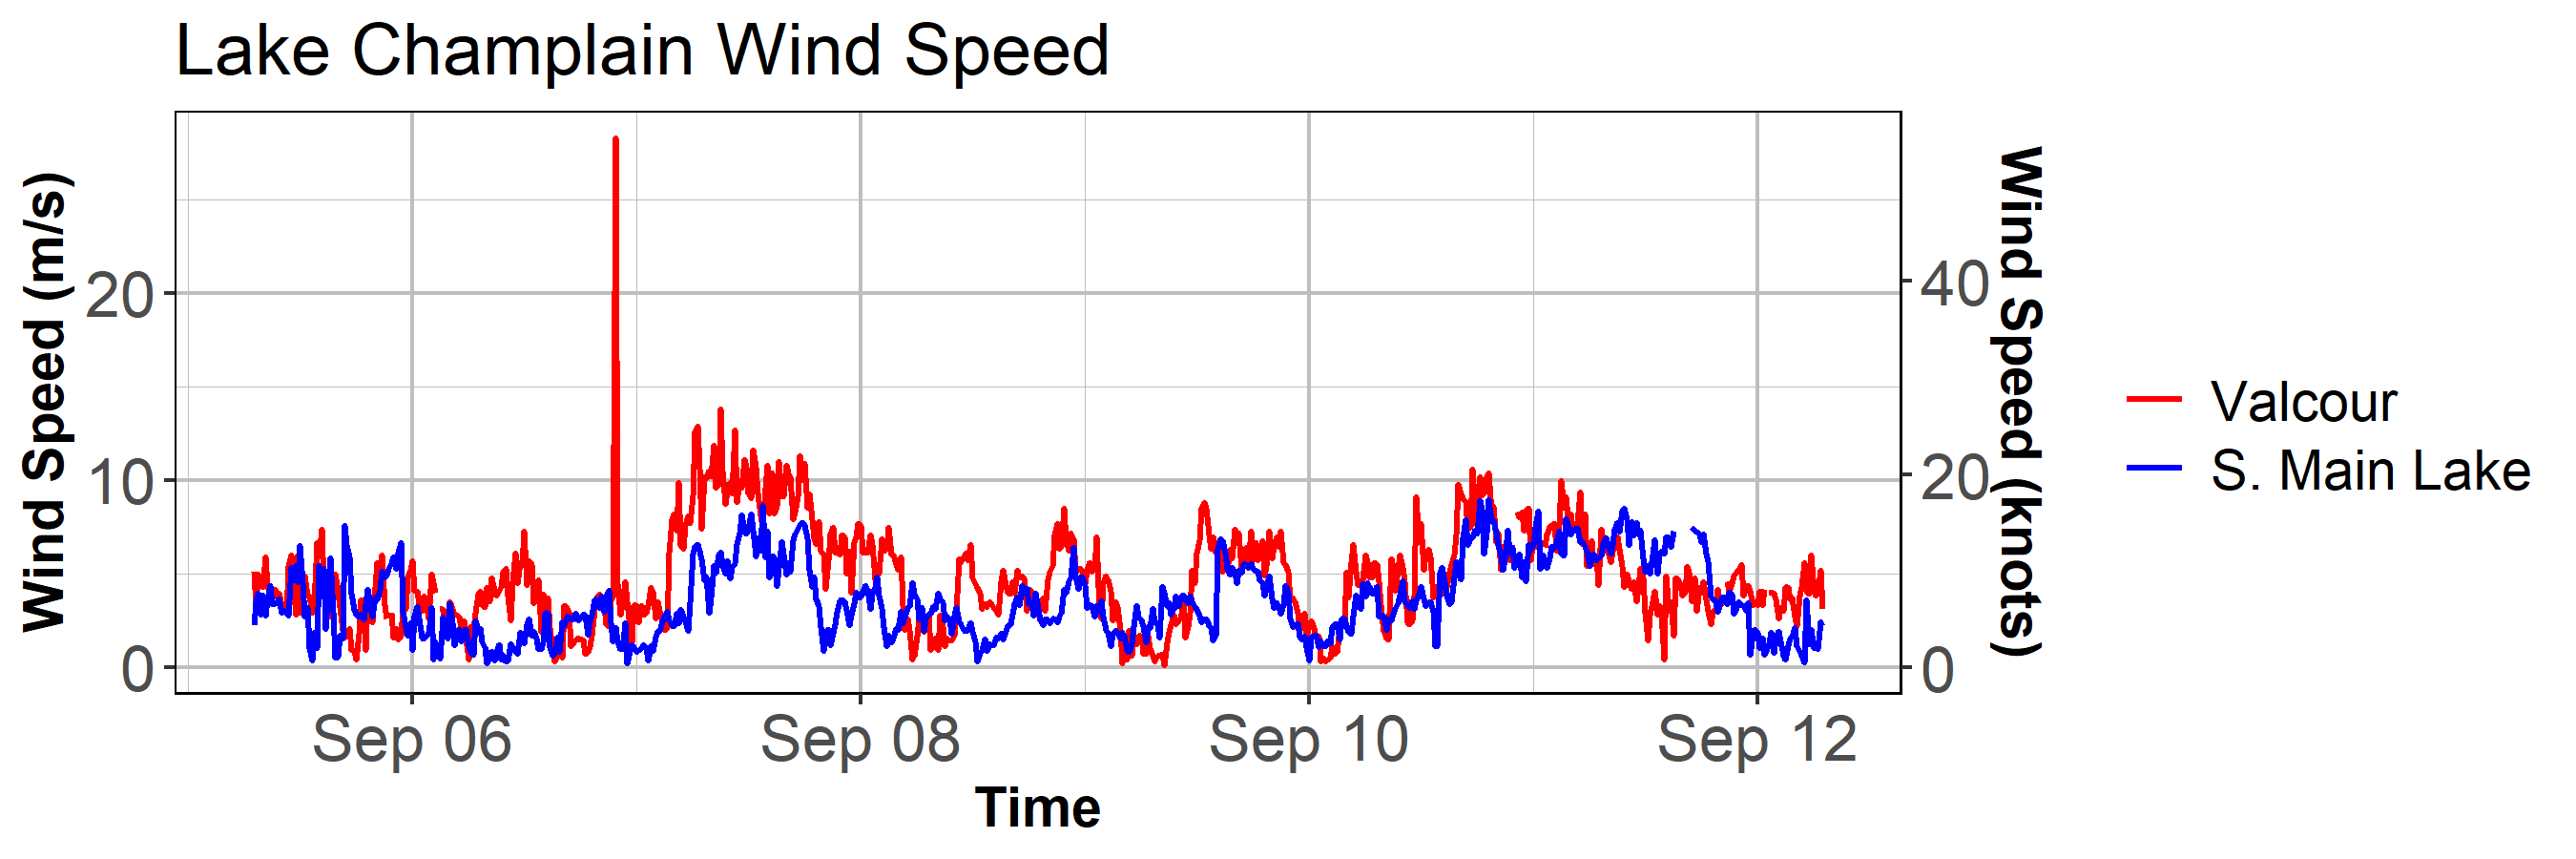 Lake Champlain Wind Speed
Wind Speed (m/s)
20
10
0
40
20
0
Wind Speed (knots)
Sep 06
Sep 08
Sep 10
Sep 12
Time
Valcour
S. Main Lake